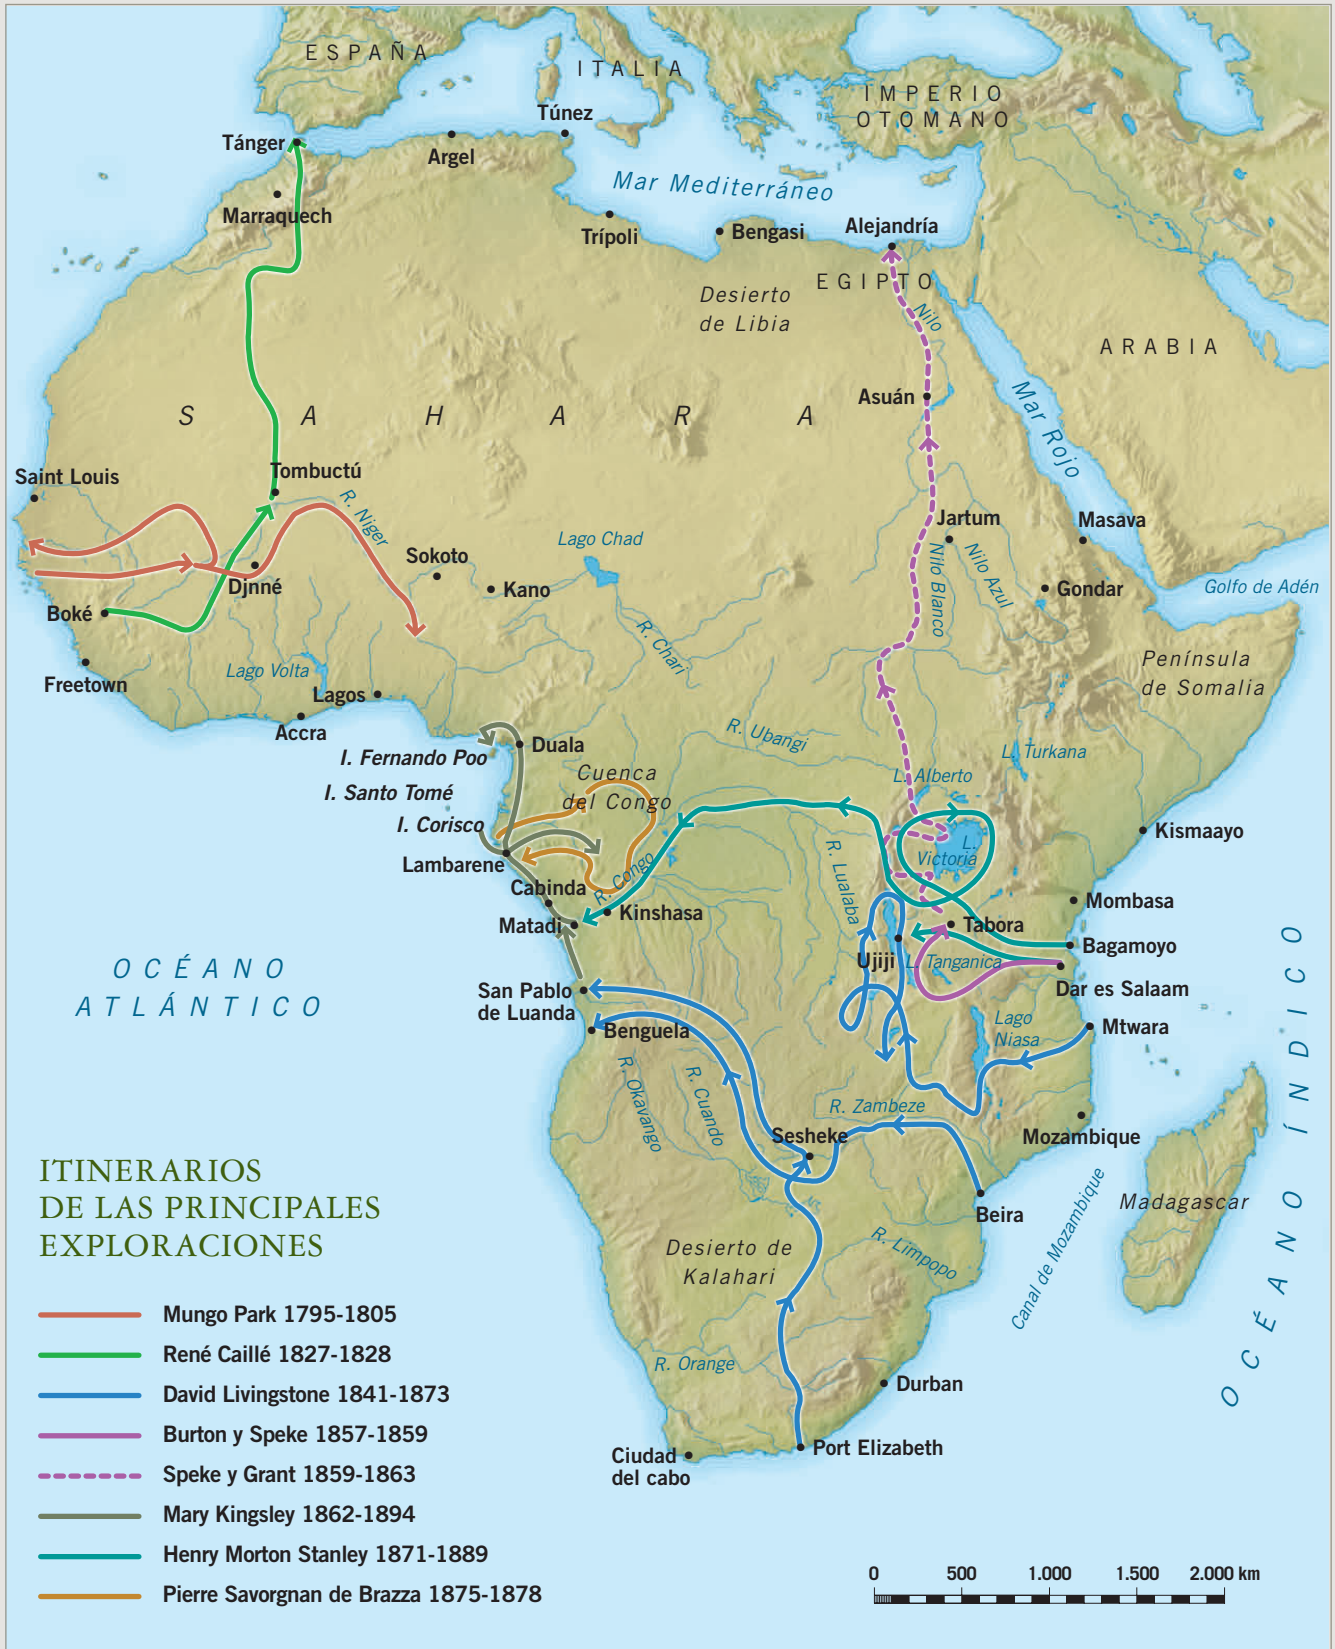 ESPAÑA
ITALIA
IMPERIO
OTOMANO
Túnez
Tánger
Argel
Mar Mediterráneo
Marraquech
Trípoli
Bengasi
Alejandría
EGIPTO
Desierto
de Libia
Nilo
ARABIA
Mar Rojo
Asuán
SAHARA
Saint Louis
Tombuctú
R. Niger
Jartum
Masava
Lago Chad
Sokoto
Kano
Djnné
Nilo Blanco
Nilo Azul
Gondar
Golfo de Adén
Boké
R. Chari
Península
de Somalia
Freetown
Lago Volta
Lagos
Accra
Duala
I. Fernando Poo
R. Ubangi
L. Turkana
Cuenca
del Congo
L. Alberto
I. Santo Tomé
I. Corisco
Kismaayo
L.
Victoria
Lambarene
R. Congo
R. Lualaba
Cabinda
Kinshasa
Mombasa
Matadi
Tabora
Bagamoyo
Ujiji
L. Tanganica
OCÉANO
ATLÁNTICO
San Pablo
de Luanda
Dar es Salaam
Benguela
Lago
Niasa
Mtwara
R. Okavango
R. Cuando
R. Zambeze
Sesheke
Mozambique
OCÉANO ÍNDICO
Beira
Canal de Mozambique
Madagascar
Desierto de
Kalahari
R. Limpopo
R. Orange
Durban
Port Elizabeth
Ciudad
del cabo
ITINERARIOS
DE LAS PRINCIPALES
EXPLORACIONES
Mungo Park 1795-1805
René Caillé 1827-1828
David Livingstone 1841-1873
Burton y Speke 1857-1859
Speke y Grant 1859-1863
Mary Kingsley 1862-1894
Henry Morton Stanley 1871-1889
Pierre Savorgnan de Brazza 1875-1878
0 500 1.000 1.500 2.000 km